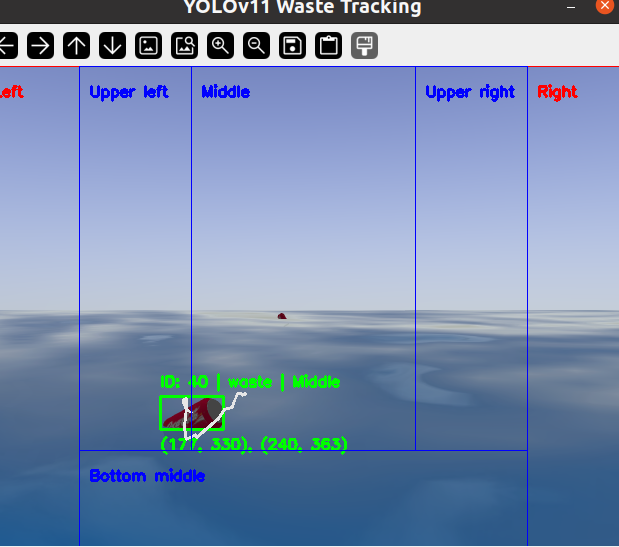 YOLOv11 Waste Tracking
Left
Upper left
Middle
Upper right
Right
ID: 40 | waste | Middle
(177, 330), (240, 363)
Bottom middle